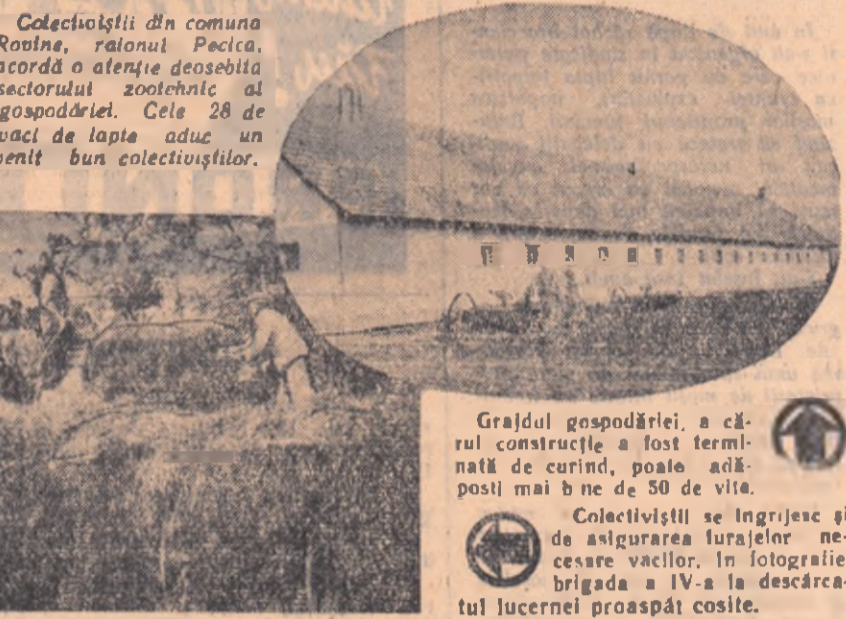 Colectiviştii din comuna
Rovine, raionul Pecica,
acordă o atenţie deosebită
sectorului zootehnic al
gospodăriei. Cele 28 de
vaci de lapte aduc un
venit bun colectiviştilor.
Grajdul gospodăriei, a că-
rui construcţie a fost termi-
nată de curind, poate adă-
posti mai bine de 50 de vite.
Colectiviştii se îngrijesc şi
de asigurarea furajelor ne-
cesare vacilor. In fotografie
brigada a IV-a la descărca-
tul lucernei proaspăt cosite.